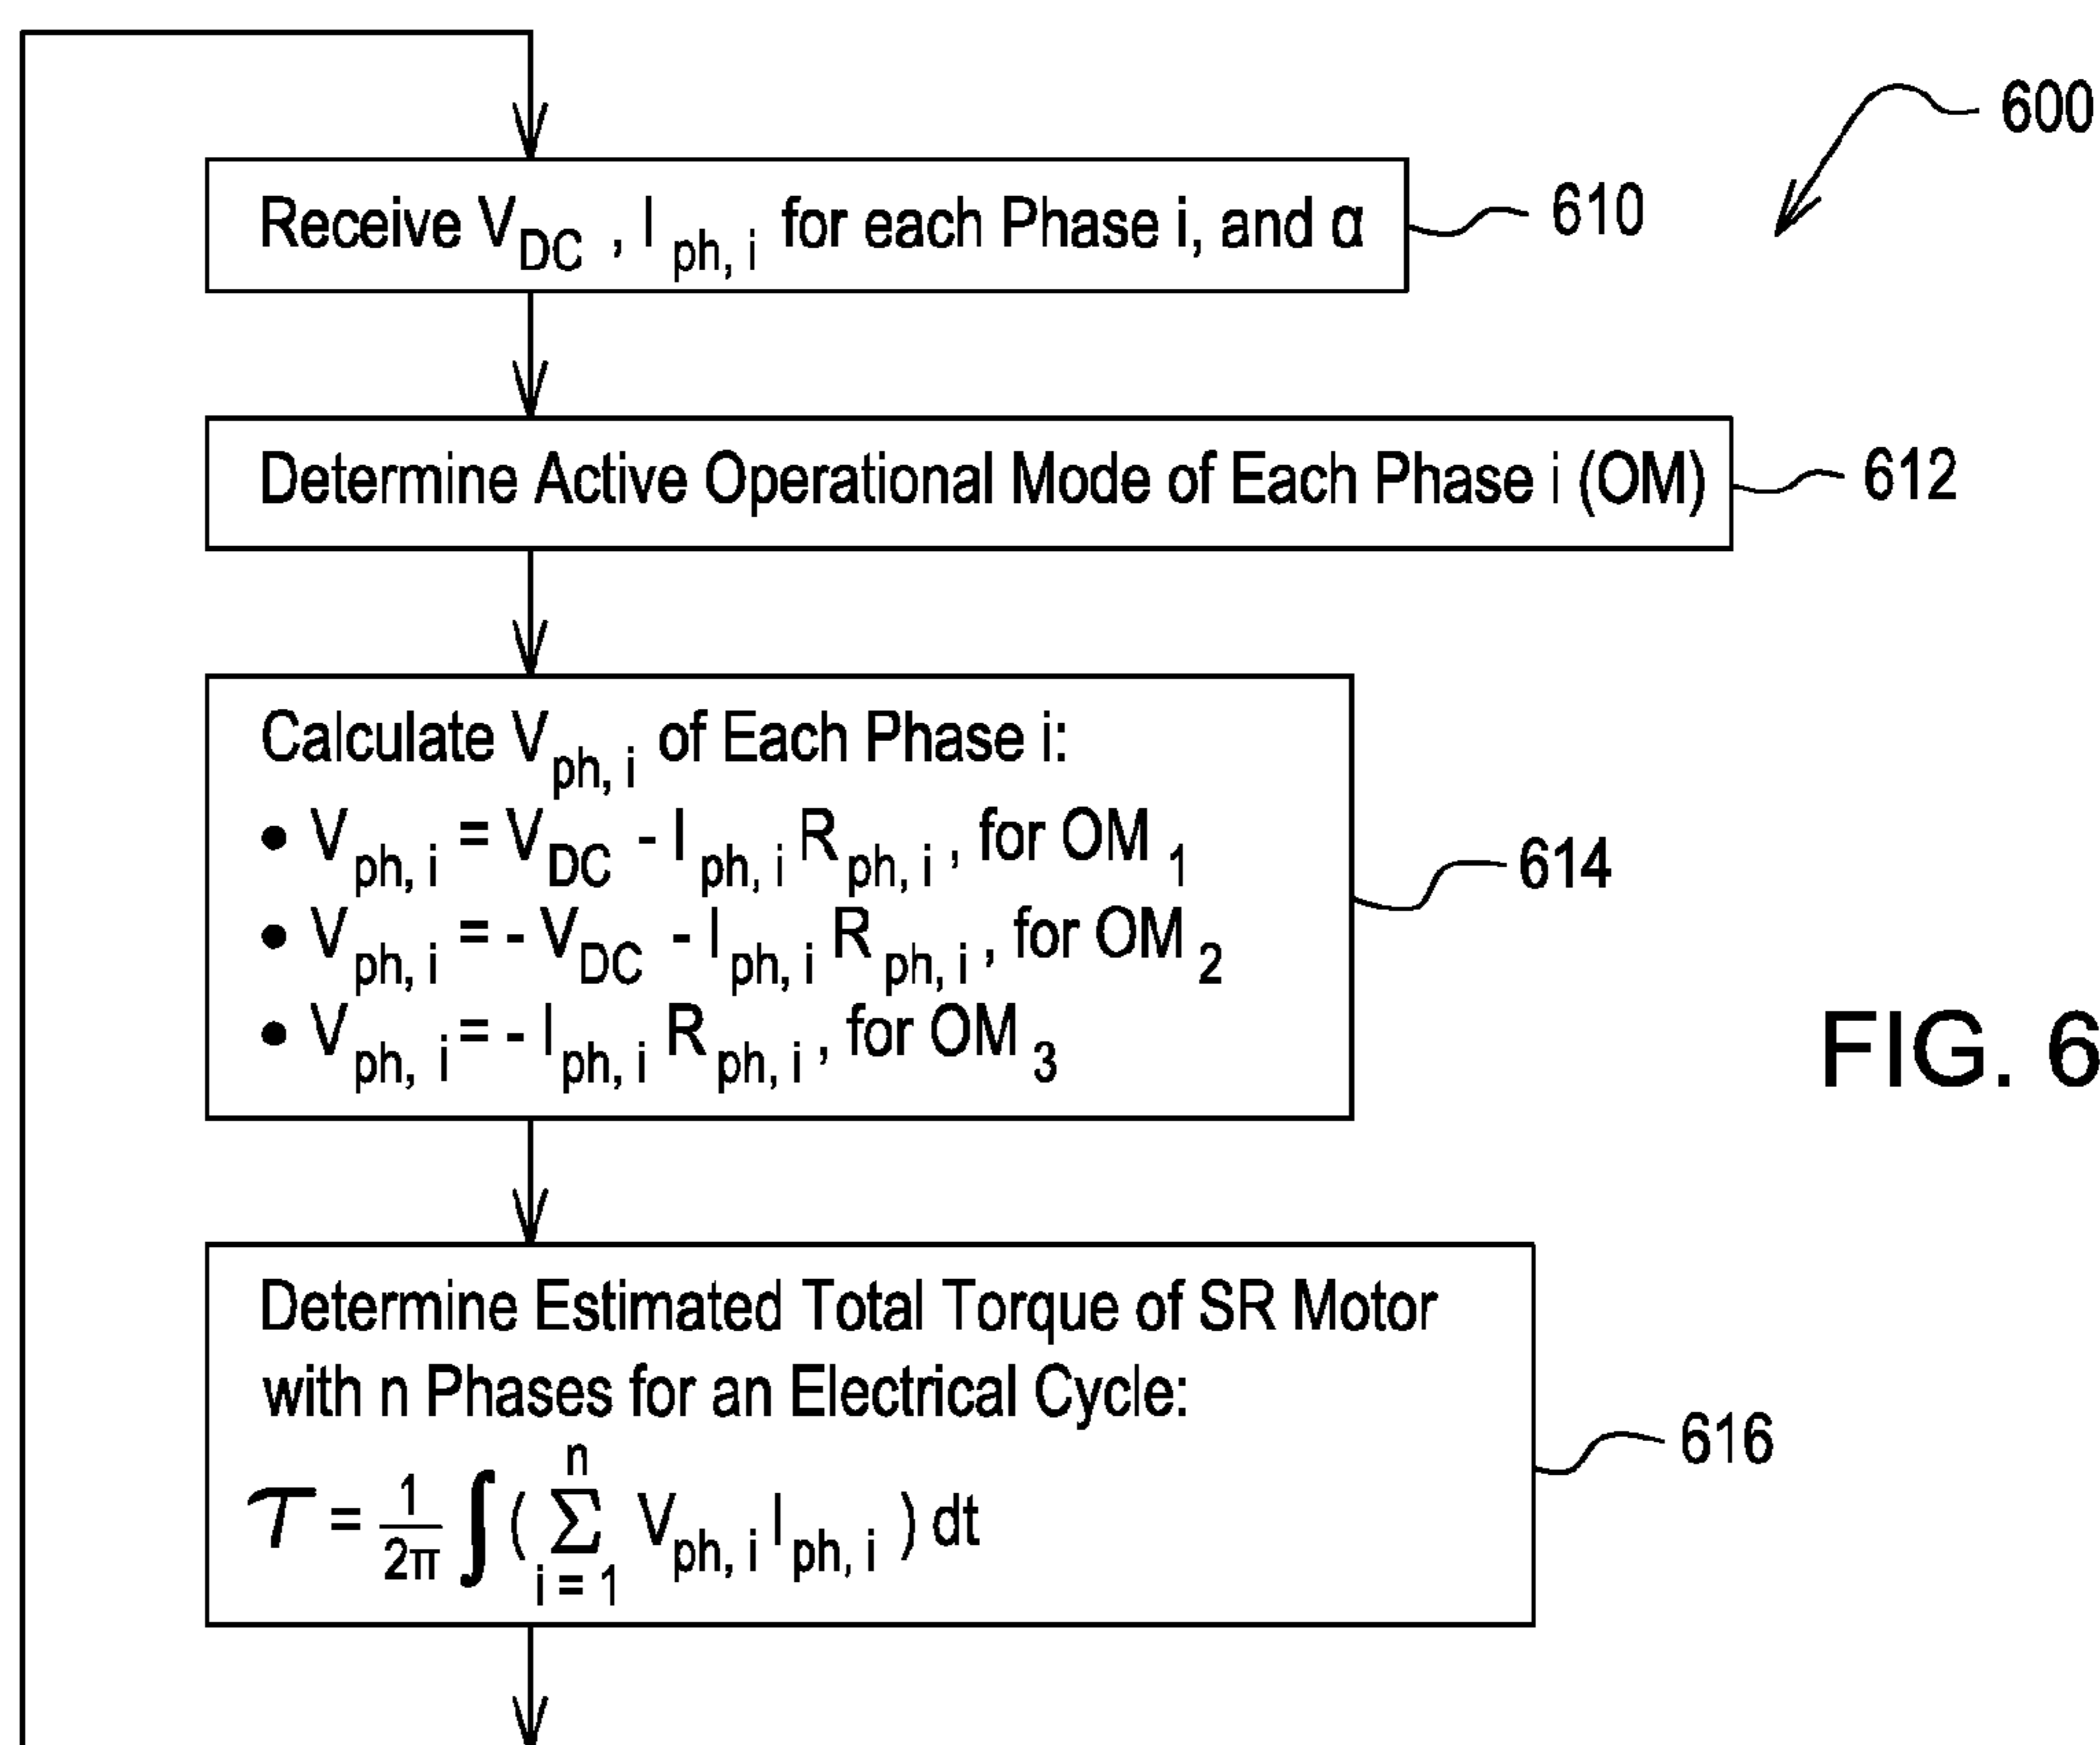 600
Receive V_DC , I_ph, i for each Phase i, and α
610
Determine Active Operational Mode of Each Phase i (OM)
612
Calculate V_ph, i of Each Phase i:
• V_ph, i = V_DC - I_ph, i R_ph, i , for OM_1
• V_ph, i = - V_DC - I_ph, i R_ph, i , for OM_2
• V_ph, i = - I_ph, i R_ph, i , for OM_3
614
FIG. 6
Determine Estimated Total Torque of SR Motor
with n Phases for an Electrical Cycle:
τ = 1/2π ∫ ( ∑_{i = 1}^{n} V_ph, i I_ph, i ) dt
616